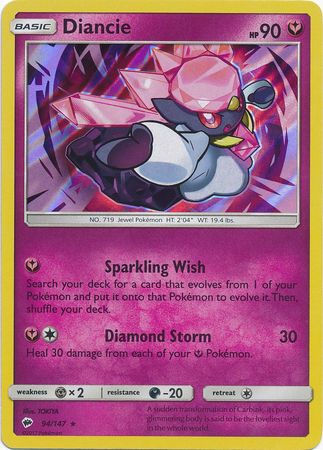 BASIC Diancie HP 90
NO. 719 Jewel Pokémon HT: 2'04" WT: 19.4 lbs.
Sparkling Wish
Search your deck for a card that evolves from 1 of your
Pokémon and put it onto that Pokémon to evolve it. Then,
shuffle your deck.
Diamond Storm 30
Heal 30 damage from each of your Pokémon.
weakness ×2 resistance -20 retreat
Illus. TOKIYA
94/147
©2017 Pokémon
A sudden transformation of Carbink, its pink,
glimmering body is said to be the loveliest
sight in the whole world.